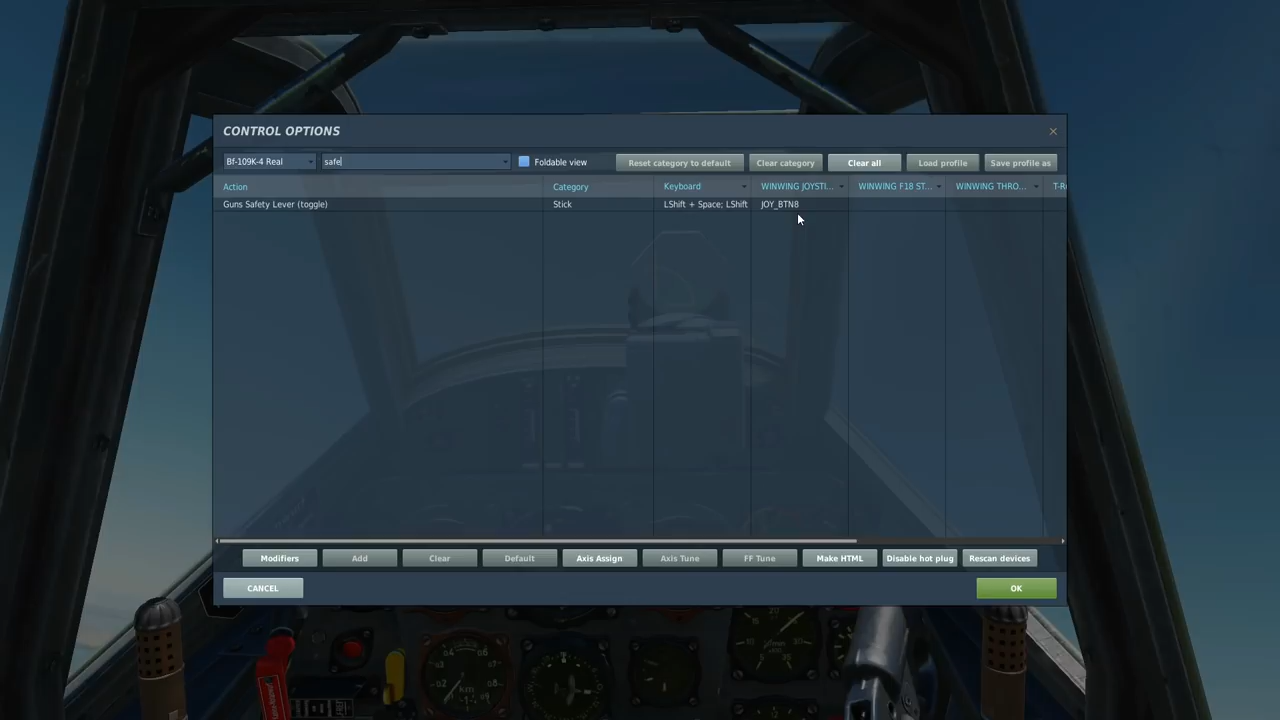 CONTROL OPTIONS
Bf-109K-4 Real safe Foldable view Reset category to default Clear category Clear all Load profile Save profile as
Action Category Keyboard WINWING JOYSTI... WINWING F18 ST... WINWING THRO... T-R
Guns Safety Lever (toggle) Stick LShift + Space; LShift JOY_BTN8
Modifiers Add Clear Default Axis Assign Axis Tune FF Tune Make HTML Disable hot plug Rescan devices
CANCEL OK
km